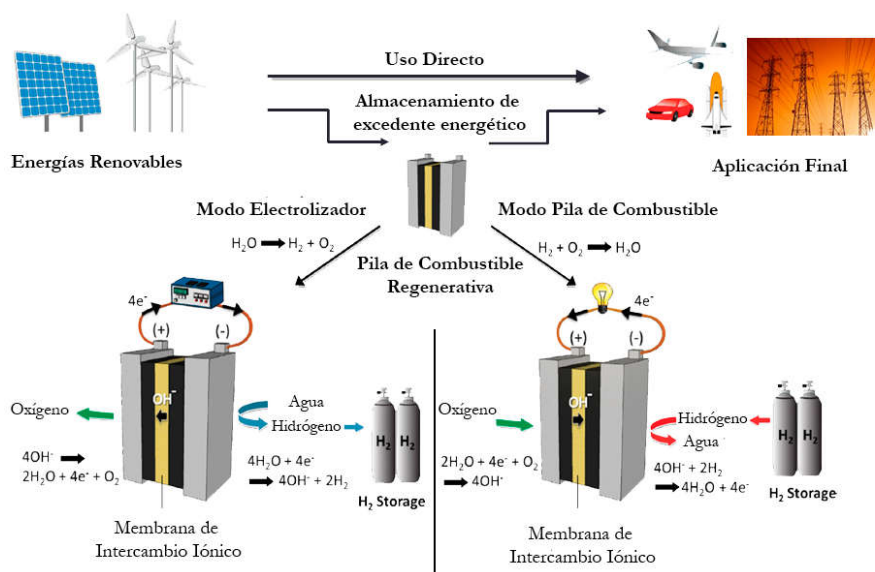 Uso Directo
Almacenamiento de
excedente energético
Energías Renovables
Aplicación Final
Modo Electrolizador
H₂O → H₂ + O₂
Modo Pila de Combustible
H₂ + O₂ → H₂O
Pila de Combustible
Regenerativa
4e⁻
(+)
(-)
OH⁻
Oxígeno
Agua
Hidrógeno
H₂
H₂
4OH⁻ →
2H₂O + 4e⁻ + O₂
4H₂O + 4e⁻
→ 4OH⁻ + 2H₂
H₂ Storage
Membrana de
Intercambio Iónico
4e⁻
(+)
(-)
OH⁻
Oxígeno
Hidrógeno
Agua
H₂
H₂
2H₂O + 4e⁻ + O₂
→ 4OH⁻
4OH⁻ + 2H₂
→ 4H₂O + 4e⁻
H₂ Storage
Membrana de
Intercambio Iónico